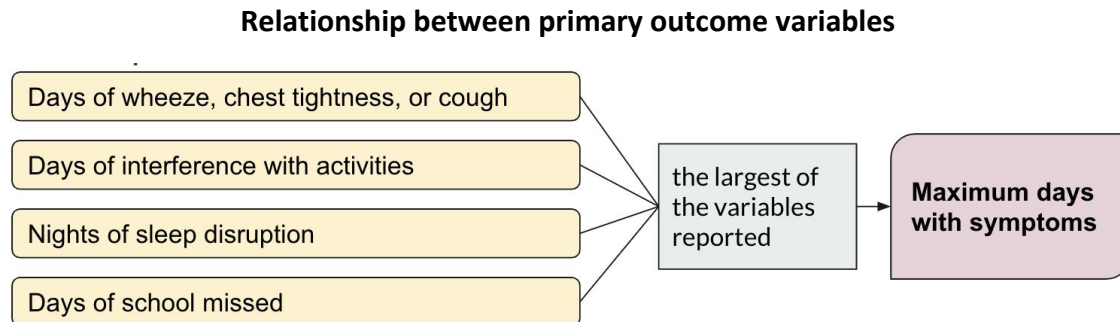 Relationship between primary outcome variables
Days of wheeze, chest tightness, or cough
Days of interference with activities
Nights of sleep disruption
Days of school missed
the largest of
the variables
reported
Maximum days
with symptoms